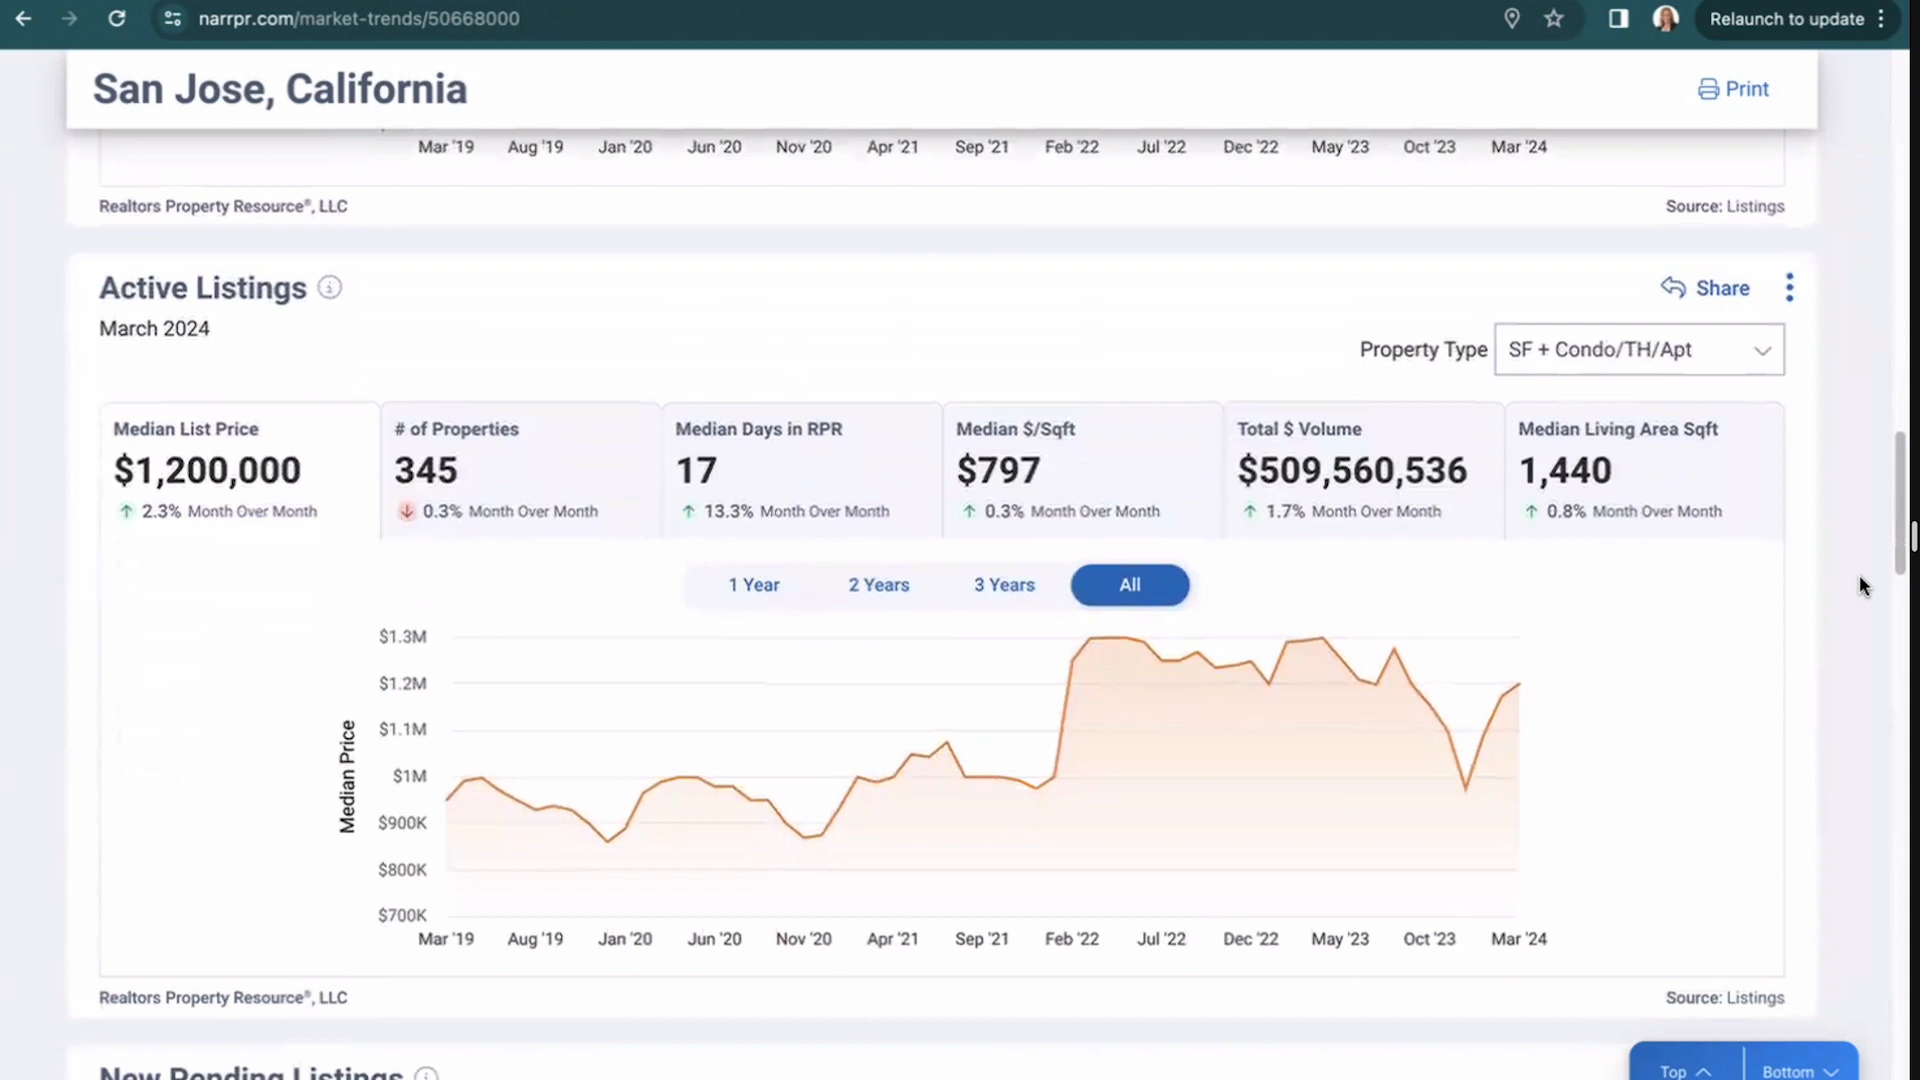 narrpr.com/market-trends/50668000
Relaunch to update
San Jose, California
Print
Mar '19 Aug '19 Jan '20 Jun '20 Nov '20 Apr '21 Sep '21 Feb '22 Jul '22 Dec '22 May '23 Oct '23 Mar '24
Realtors Property Resource®, LLC
Source: Listings
Active Listings
Share
March 2024
Property Type SF + Condo/TH/Apt
Median List Price # of Properties Median Days in RPR Median $/Sqft Total $ Volume Median Living Area Sqft
$1,200,000 345 17 $797 $509,560,536 1,440
2.3% Month Over Month 0.3% Month Over Month 13.3% Month Over Month 0.3% Month Over Month 1.7% Month Over Month 0.8% Month Over Month
1 Year 2 Years 3 Years All
Median Price
$1.3M
$1.2M
$1.1M
$1M
$900K
$800K
$700K
Mar '19 Aug '19 Jan '20 Jun '20 Nov '20 Apr '21 Sep '21 Feb '22 Jul '22 Dec '22 May '23 Oct '23 Mar '24
Realtors Property Resource®, LLC
Source: Listings
New Pending Listings
Top Bottom